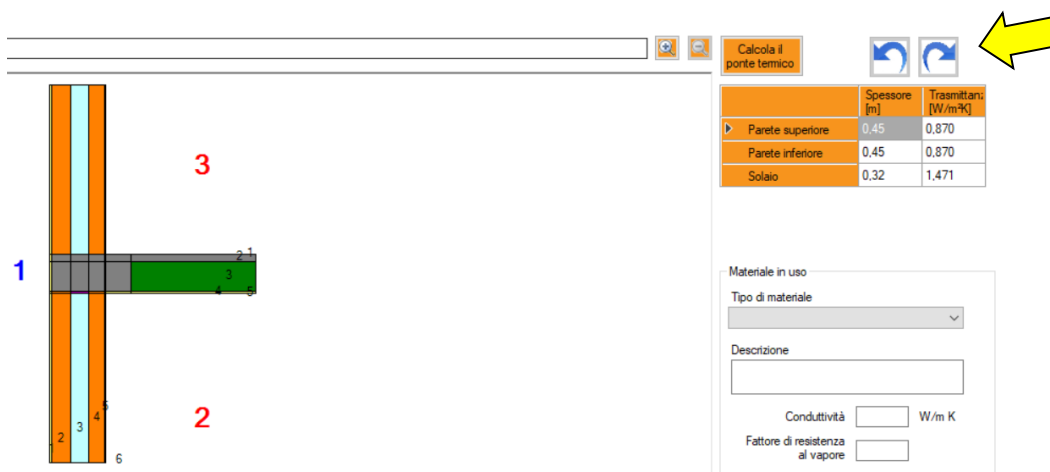 Calcola il
ponte termico
Spessore
[m]
Trasmittan:
[W/m²K]
Parete superiore 0,45 0,870
Parete inferiore 0,45 0,870
Solaio 0,32 1,471
3
1
2 1
3
4 5
2
5
4
3
2
1
6
Materiale in uso
Tipo di materiale
Descrizione
Conduttività W/m K
Fattore di resistenza
al vapore